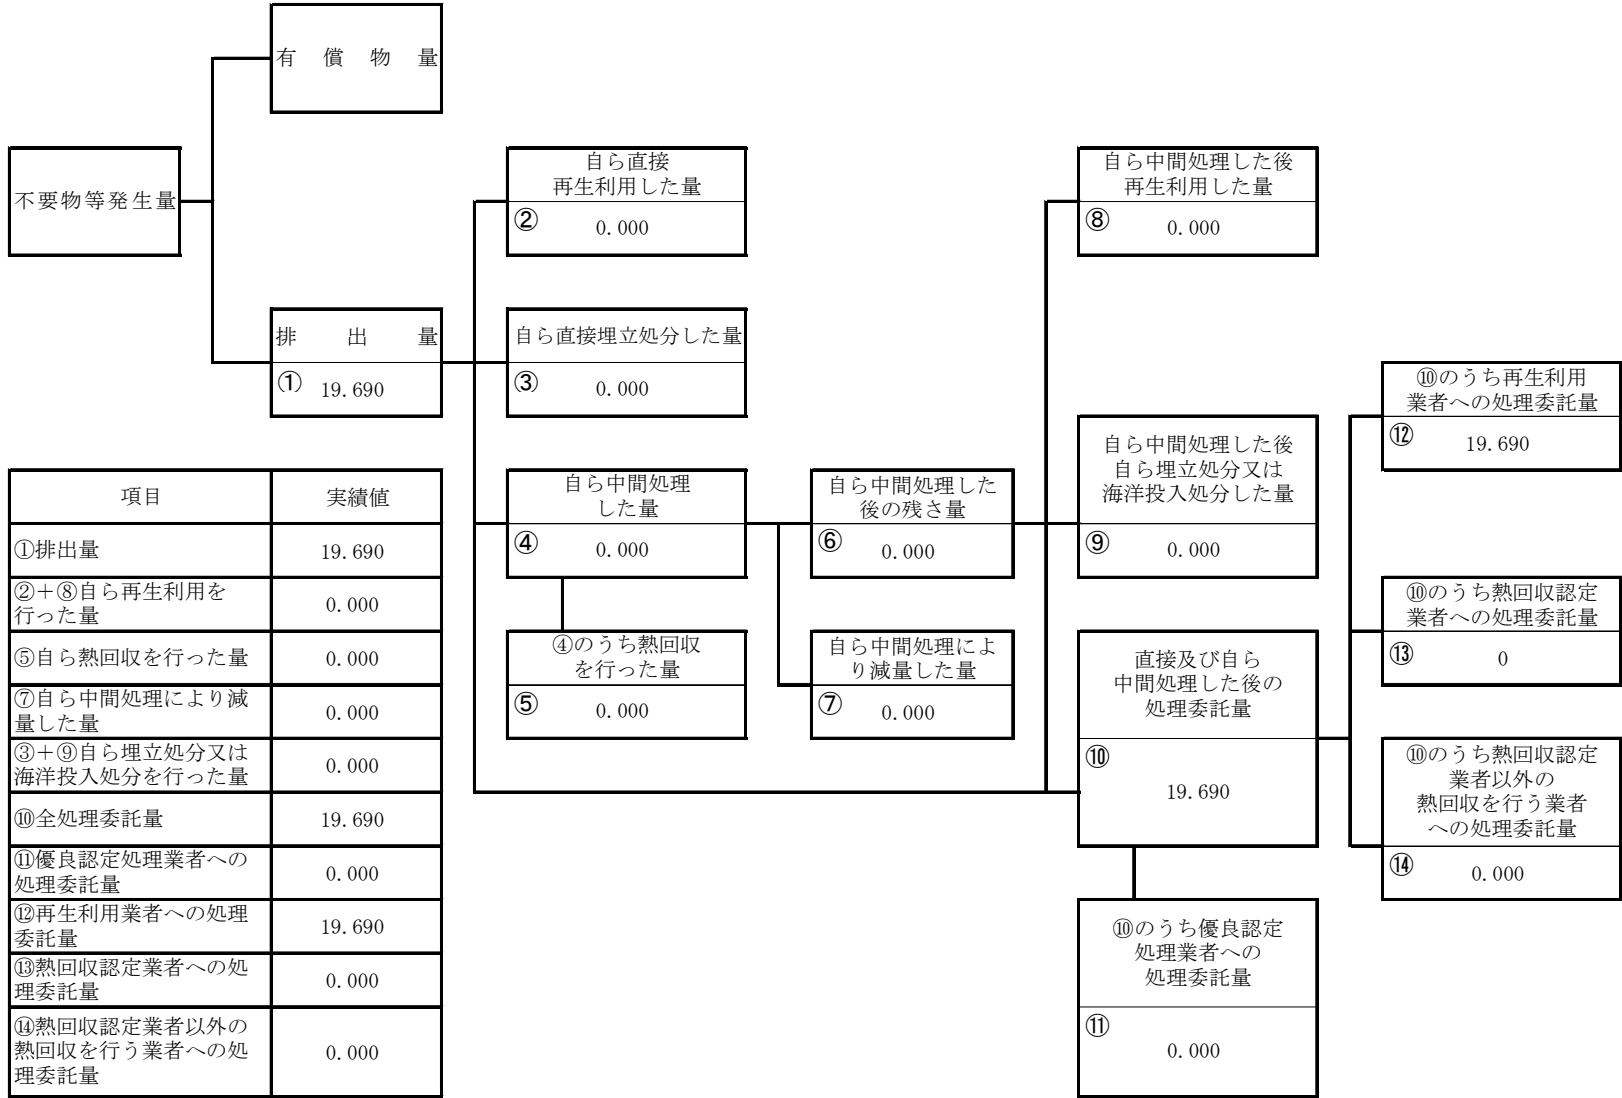 有償物量
不要物等発生量
排出量
① 19.690
自ら直接
再生利用した量
② 0.000
自ら直接埋立処分した量
③ 0.000
自ら中間処理
した量
④ 0.000
④のうち熱回収
を行った量
⑤ 0.000
自ら中間処理した
後の残さ量
⑥ 0.000
自ら中間処理によ
り減量した量
⑦ 0.000
自ら中間処理した後
再生利用した量
⑧ 0.000
自ら中間処理した後
自ら埋立処分又は
海洋投入処分した量
⑨ 0.000
直接及び自ら
中間処理した後の
処理委託量
⑩
19.690
⑩のうち優良認定
処理業者への
処理委託量
⑪
0.000
⑩のうち再生利用
業者への処理委託量
⑫ 19.690
⑩のうち熱回収認定
業者への処理委託量
⑬ 0
⑩のうち熱回収認定
業者以外の
熱回収を行う業者
への処理委託量
⑭ 0.000
項目 実績値
①排出量 19.690
②+⑧自ら再生利用を
行った量 0.000
⑤自ら熱回収を行った量 0.000
⑦自ら中間処理により減
量した量 0.000
③+⑨自ら埋立処分又は
海洋投入処分を行った量 0.000
⑩全処理委託量 19.690
⑪優良認定処理業者への
処理委託量 0.000
⑫再生利用業者への処理
委託量 19.690
⑬熱回収認定業者への処
理委託量 0.000
⑭熱回収認定業者以外の
熱回収を行う業者への処
理委託量 0.000